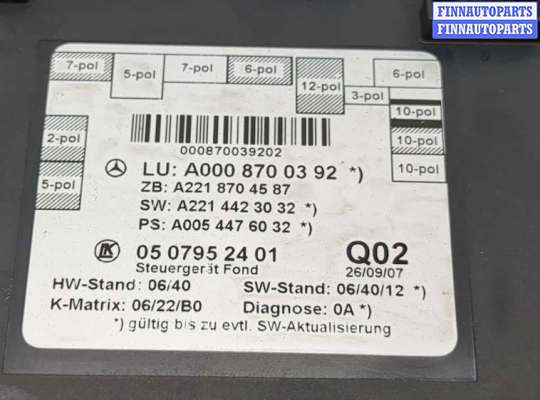 FINNAUTOPARTS
FINNAUTOPARTS
7-pol
5-pol
7-pol
6-pol
12-pol
3-pol
6-pol
10-pol
10-pol
10-pol
2-pol
5-pol
000870039202
LU: A000 870 03 92 *)
ZB: A221 870 45 87
SW: A221 442 30 32 *)
PS: A005 447 60 32 *)
05 0795 24 01
Q02
Steuergerät Fond
26/09/07
HW-Stand: 06/40
SW-Stand: 06/40/12 *)
K-Matrix: 06/22/B0
Diagnose: 0A *)
*) gültig bis zu evtl. SW-Aktualisierung